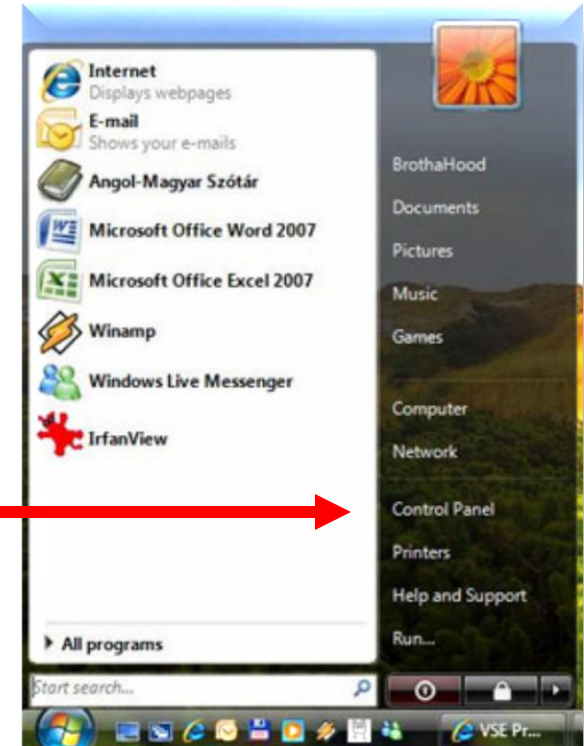 Internet
Displays webpages
E-mail
Shows your e-mails
Angol-Magyar Szótár
Microsoft Office Word 2007
Microsoft Office Excel 2007
Winamp
Windows Live Messenger
IrfanView
All programs
Start search...
BrothaHood
Documents
Pictures
Music
Games
Computer
Network
Control Panel
Printers
Help and Support
Run...
VSE Pr...